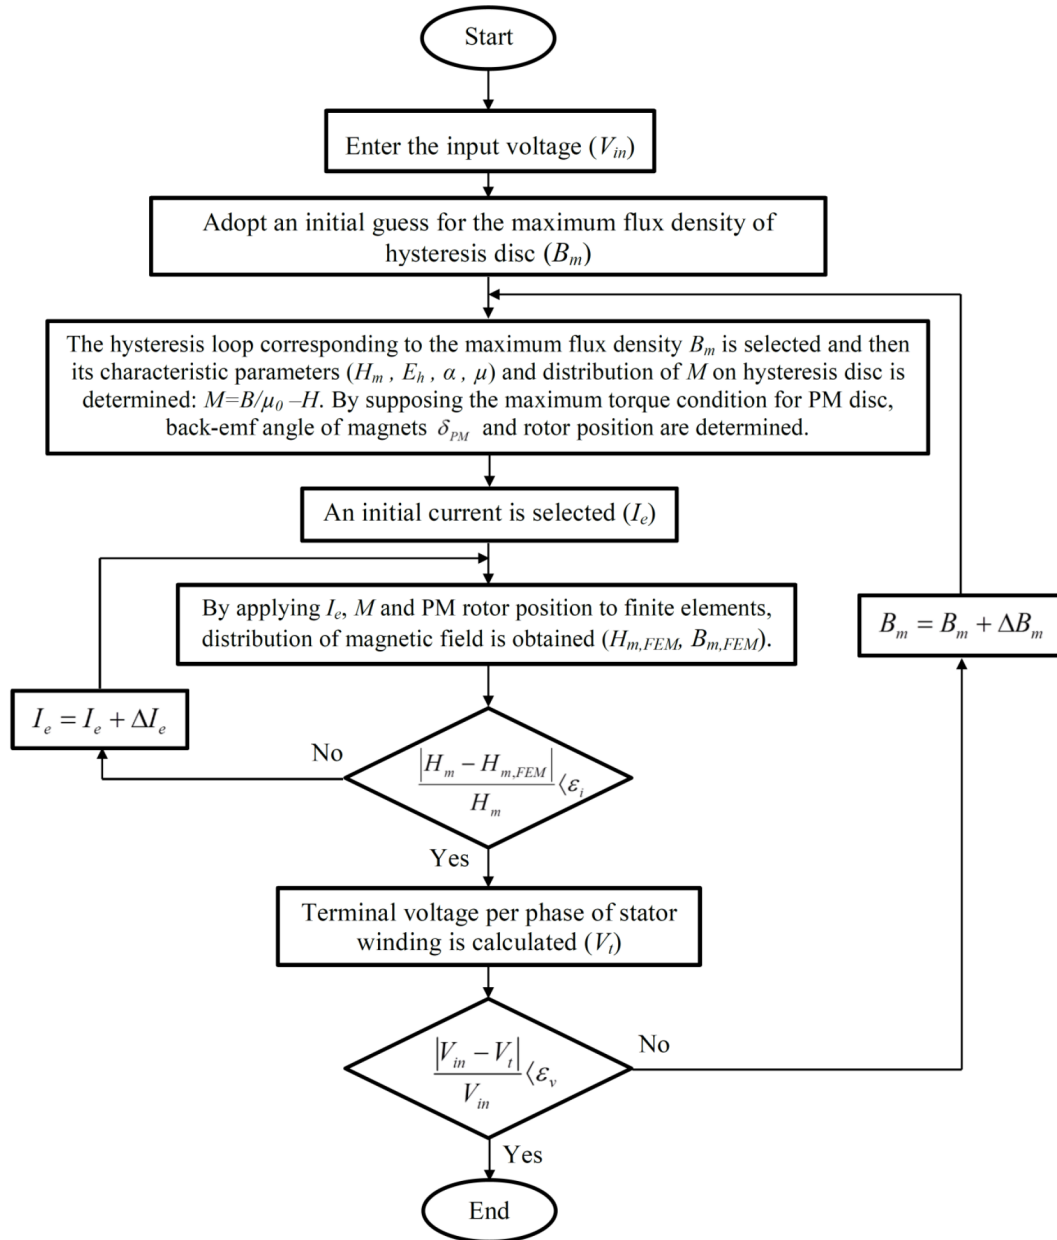 Start
Enter the input voltage (V_in)
Adopt an initial guess for the maximum flux density of
hysteresis disc (B_m)
The hysteresis loop corresponding to the maximum flux density B_m is selected and then
its characteristic parameters (H_m , E_h , α , μ) and distribution of M on hysteresis disc is
determined: M=B/μ_0 –H. By supposing the maximum torque condition for PM disc,
back-emf angle of magnets δ_PM and rotor position are determined.
An initial current is selected (I_e)
By applying I_e, M and PM rotor position to finite elements,
distribution of magnetic field is obtained (H_m,FEM, B_m,FEM).
B_m = B_m + ΔB_m
I_e = I_e + ΔI_e
No
|H_m − H_m,FEM|
H_m
⟨ε_i
Yes
Terminal voltage per phase of stator
winding is calculated (V_t)
|V_in − V_t|
V_in
⟨ε_v
No
Yes
End